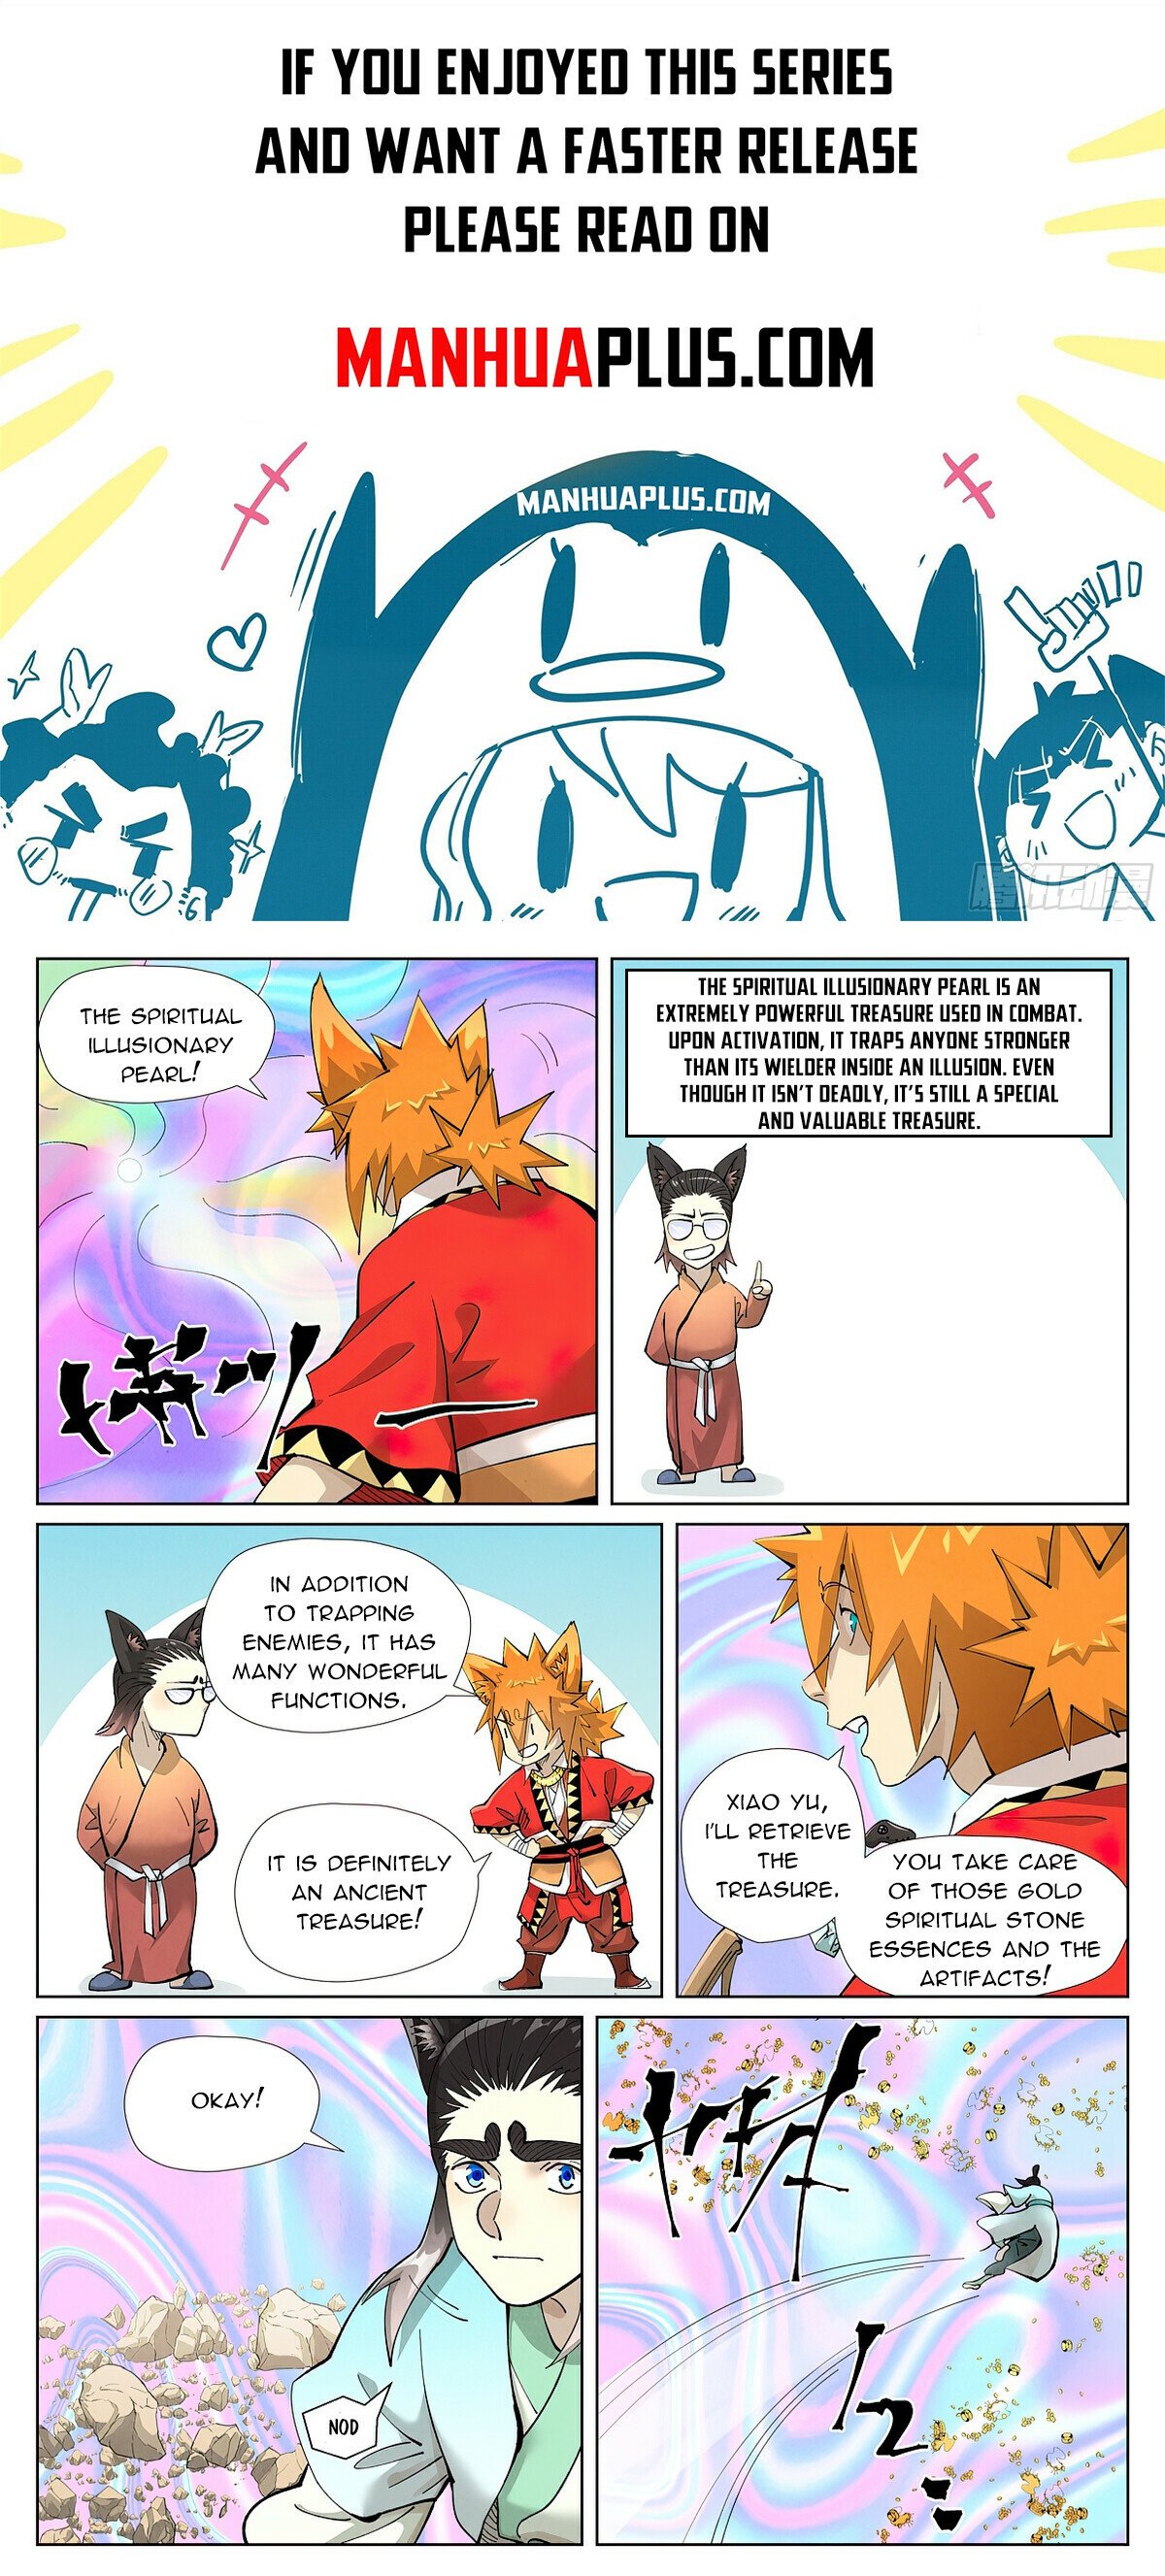 IF YOU ENJOYED THIS SERIES
AND WANT A FASTER RELEASE
PLEASE READ ON
MANHUAPLUS.COM
MANHUAPLUS.COM
腾讯动漫
THE SPIRITUAL
ILLUSIONARY
PEARL!
THE SPIRITUAL ILLUSIONARY PEARL IS AN
EXTREMELY POWERFUL TREASURE USED IN COMBAT.
UPON ACTIVATION, IT TRAPS ANYONE STRONGER
THAN ITS WIELDER INSIDE AN ILLUSION. EVEN
THOUGH IT ISN'T DEADLY, IT'S STILL A SPECIAL
AND VALUABLE TREASURE.
IN ADDITION
TO TRAPPING
ENEMIES, IT HAS
MANY WONDERFUL
FUNCTIONS.
IT IS DEFINITELY
AN ANCIENT
TREASURE!
XIAO YU,
I'LL RETRIEVE
THE
TREASURE.
YOU TAKE CARE
OF THOSE GOLD
SPIRITUAL STONE
ESSENCES AND THE
ARTIFACTS!
OKAY!
NOD